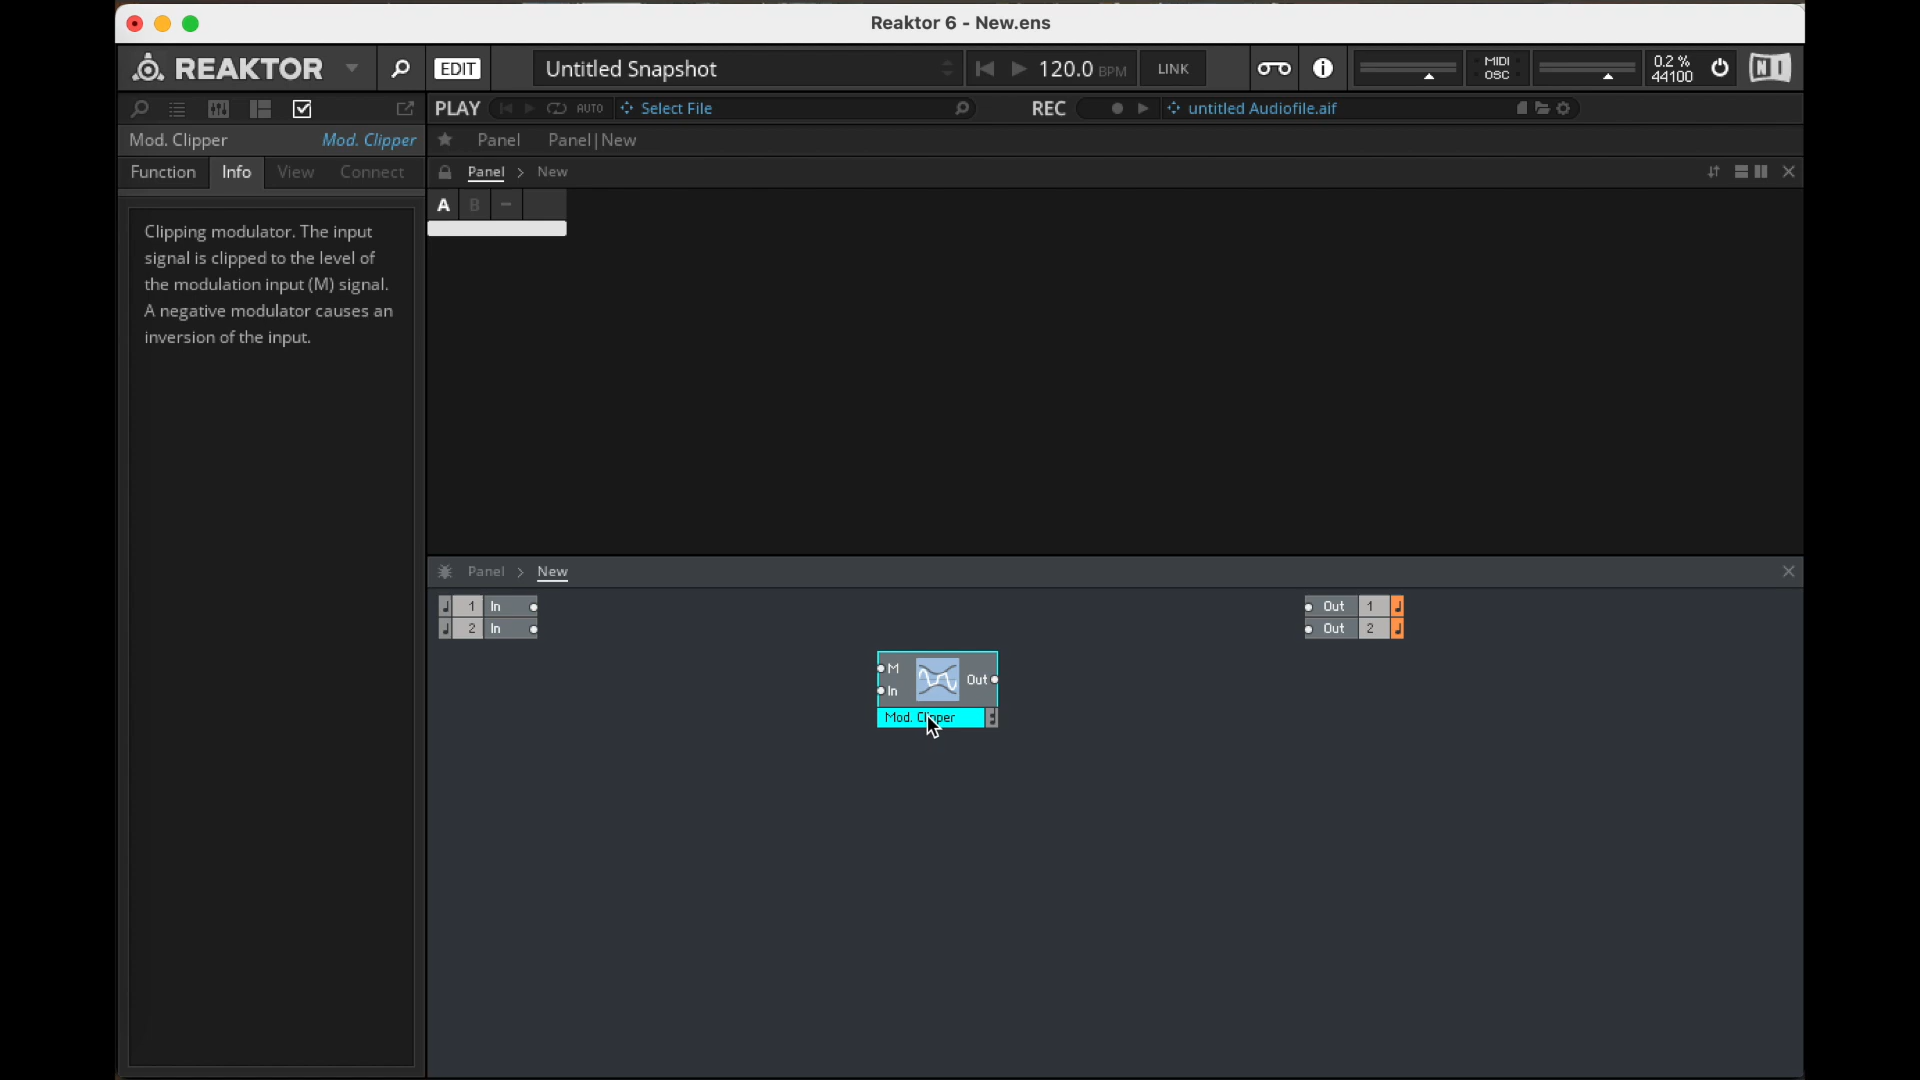 Reaktor 6 - New.ens
REAKTOR EDIT Untitled Snapshot 120.0 BPM LINK i MIDI OSC 0.2 % 44100 NI
PLAY AUTO Select File REC untitled Audiofile.aif
Mod. Clipper Mod. Clipper Panel Panel|New
Function Info View Connect Panel > New
A B –
Clipping modulator. The input
signal is clipped to the level of
the modulation input (M) signal.
A negative modulator causes an
inversion of the input.
Panel > New
1 In Out 1
2 In Out 2
M
Out
In
Mod. Clipper